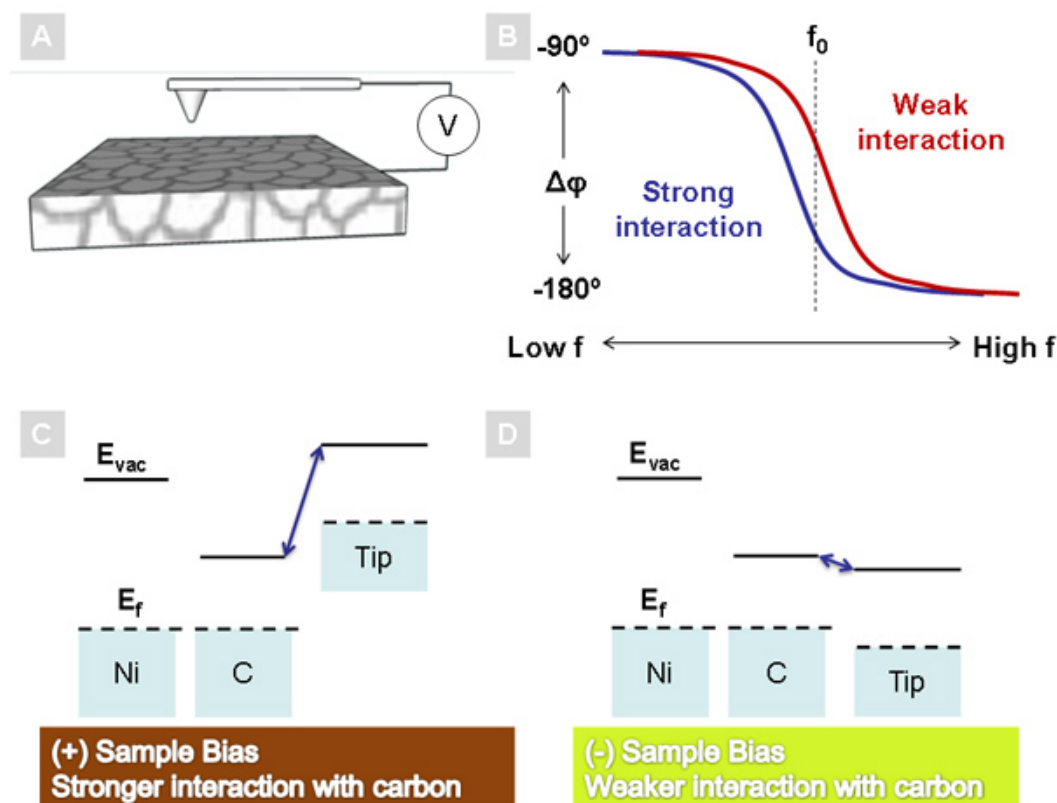 A
V
B
-90º
f₀
Weak
interaction
Δφ
Strong
interaction
-180º
Low f
High f
C
Evac
Tip
Ef
Ni
C
(+) Sample Bias
Stronger interaction with carbon
D
Evac
Ef
Ni
C
Tip
(-) Sample Bias
Weaker interaction with carbon